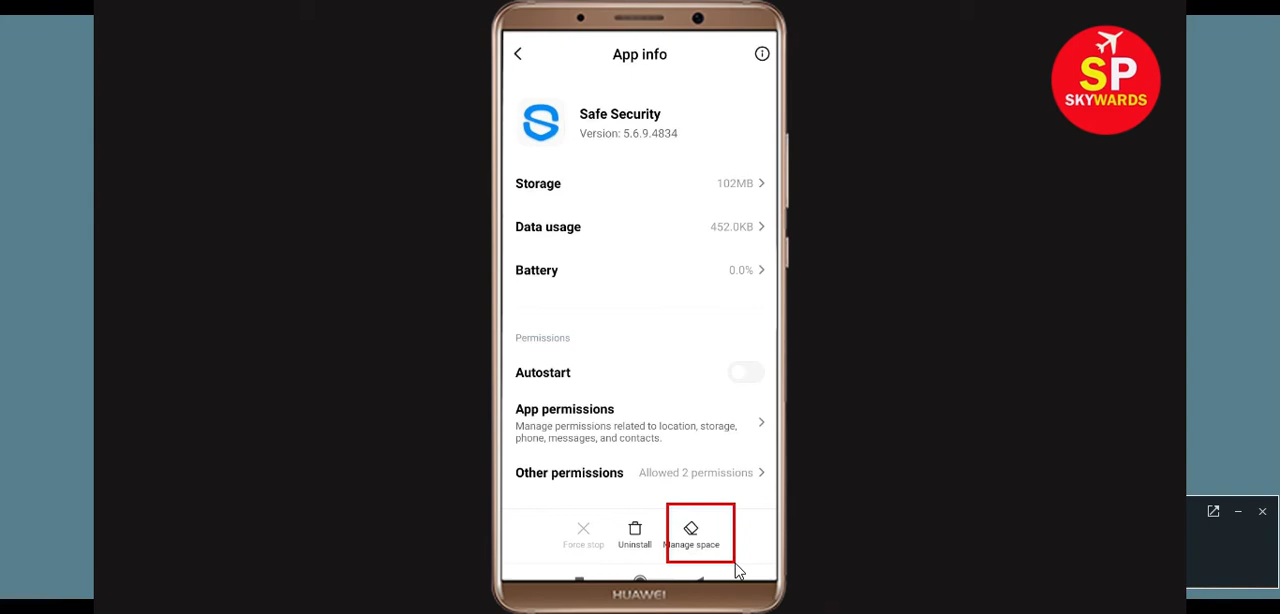 App info
SP
SKYWARDS
Safe Security
Version: 5.6.9.4834
Storage 102MB
Data usage 452.0KB
Battery 0.0%
Permissions
Autostart
App permissions
Manage permissions related to location, storage,
phone, messages, and contacts.
Other permissions Allowed 2 permissions
Force stop Uninstall Manage space
HUAWEI